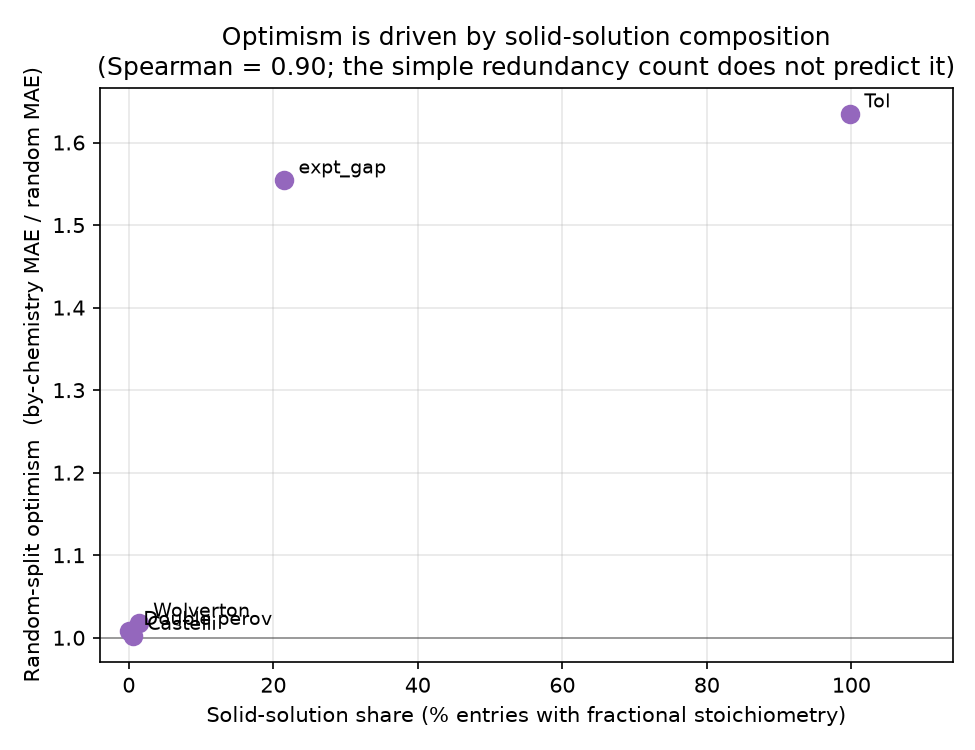 Optimism is driven by solid-solution composition
(Spearman = 0.90; the simple redundancy count does not predict it)
Random-split optimism (by-chemistry MAE / random MAE)
1.6
1.5
1.4
1.3
1.2
1.1
1.0
Tol
expt_gap
Wolverton
Double perov
Castelli
0
20
40
60
80
100
Solid-solution share (% entries with fractional stoichiometry)